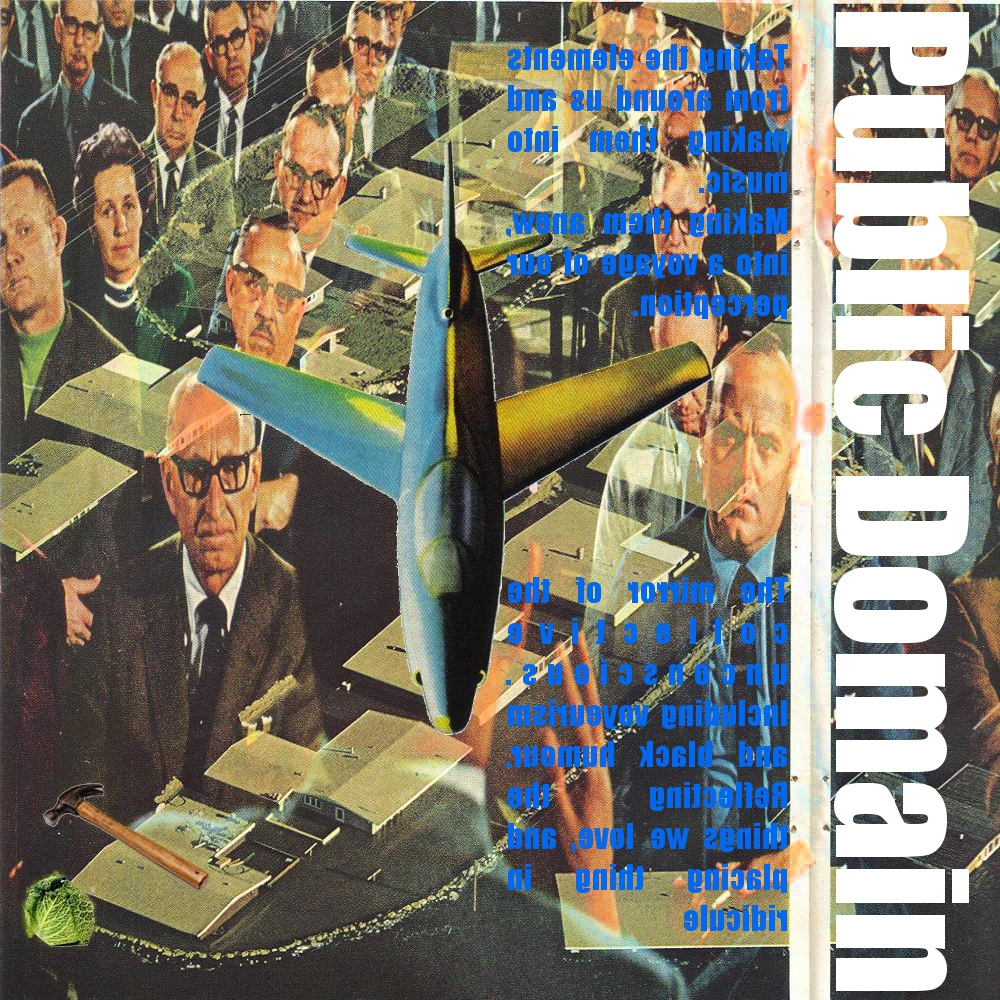 Taking the elements
from around us and
making them into
music.
Making them anew,
into a voyage of our
perception.
The mirror of the
collective
unconscious.
Including voyeurism
and black humour.
Reflecting the
things we love, and
placing thing in
ridicule
Public Domain